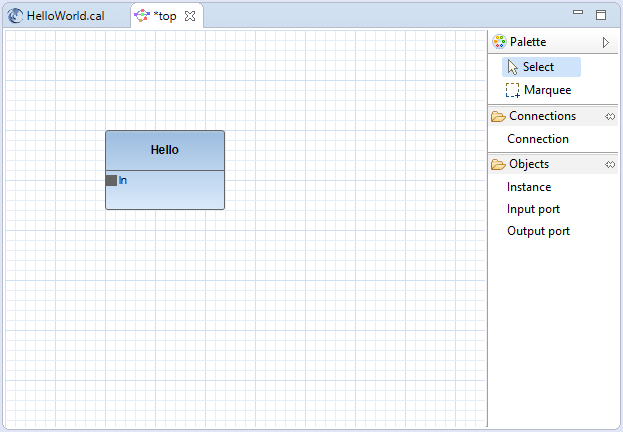 HelloWorld.cal
*top
Palette
Select
Marquee
Connections
Connection
Objects
Instance
Input port
Output port
Hello
In